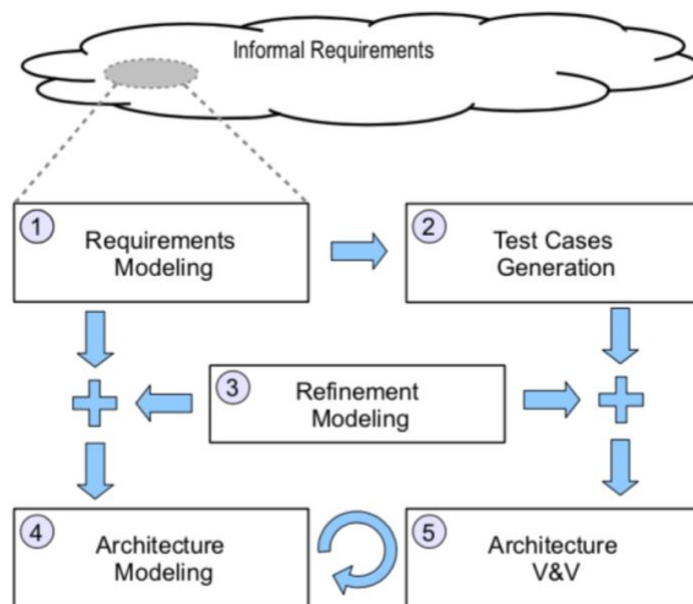 Informal Requirements
1
Requirements
Modeling
2
Test Cases
Generation
3
Refinement
Modeling
4
Architecture
Modeling
5
Architecture
V&V